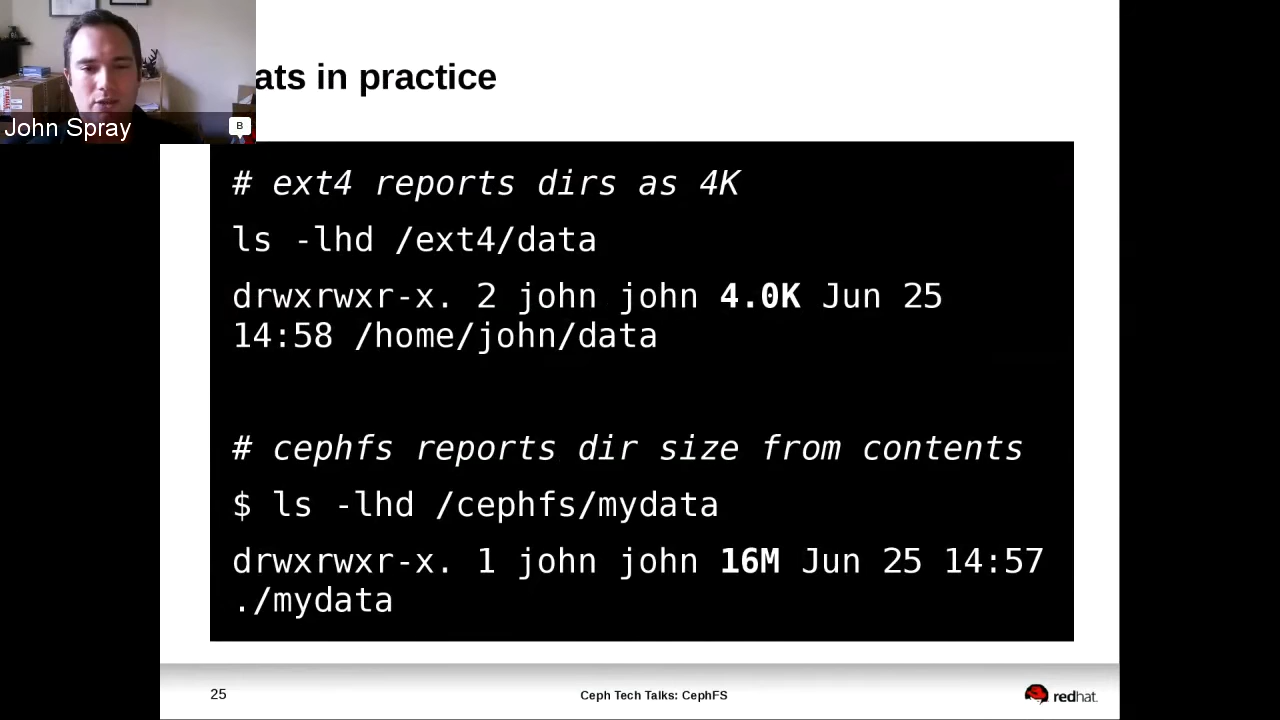 ats in practice
John Spray
B
# ext4 reports dirs as 4K
ls -lhd /ext4/data
drwxrwxr-x. 2 john john 4.0K Jun 25
14:58 /home/john/data
# cephfs reports dir size from contents
$ ls -lhd /cephfs/mydata
drwxrwxr-x. 1 john john 16M Jun 25 14:57
./mydata
25
Ceph Tech Talks: CephFS
redhat.